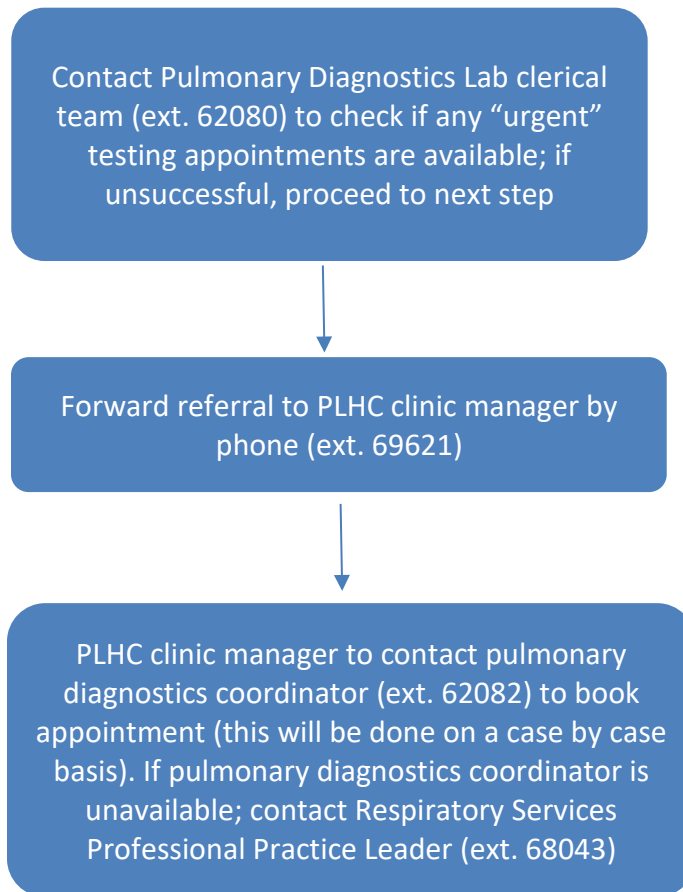 Contact Pulmonary Diagnostics Lab clerical
team (ext. 62080) to check if any “urgent”
testing appointments are available; if
unsuccessful, proceed to next step
Forward referral to PLHC clinic manager by
phone (ext. 69621)
PLHC clinic manager to contact pulmonary
diagnostics coordinator (ext. 62082) to book
appointment (this will be done on a case by case
basis). If pulmonary diagnostics coordinator is
unavailable; contact Respiratory Services
Professional Practice Leader (ext. 68043)